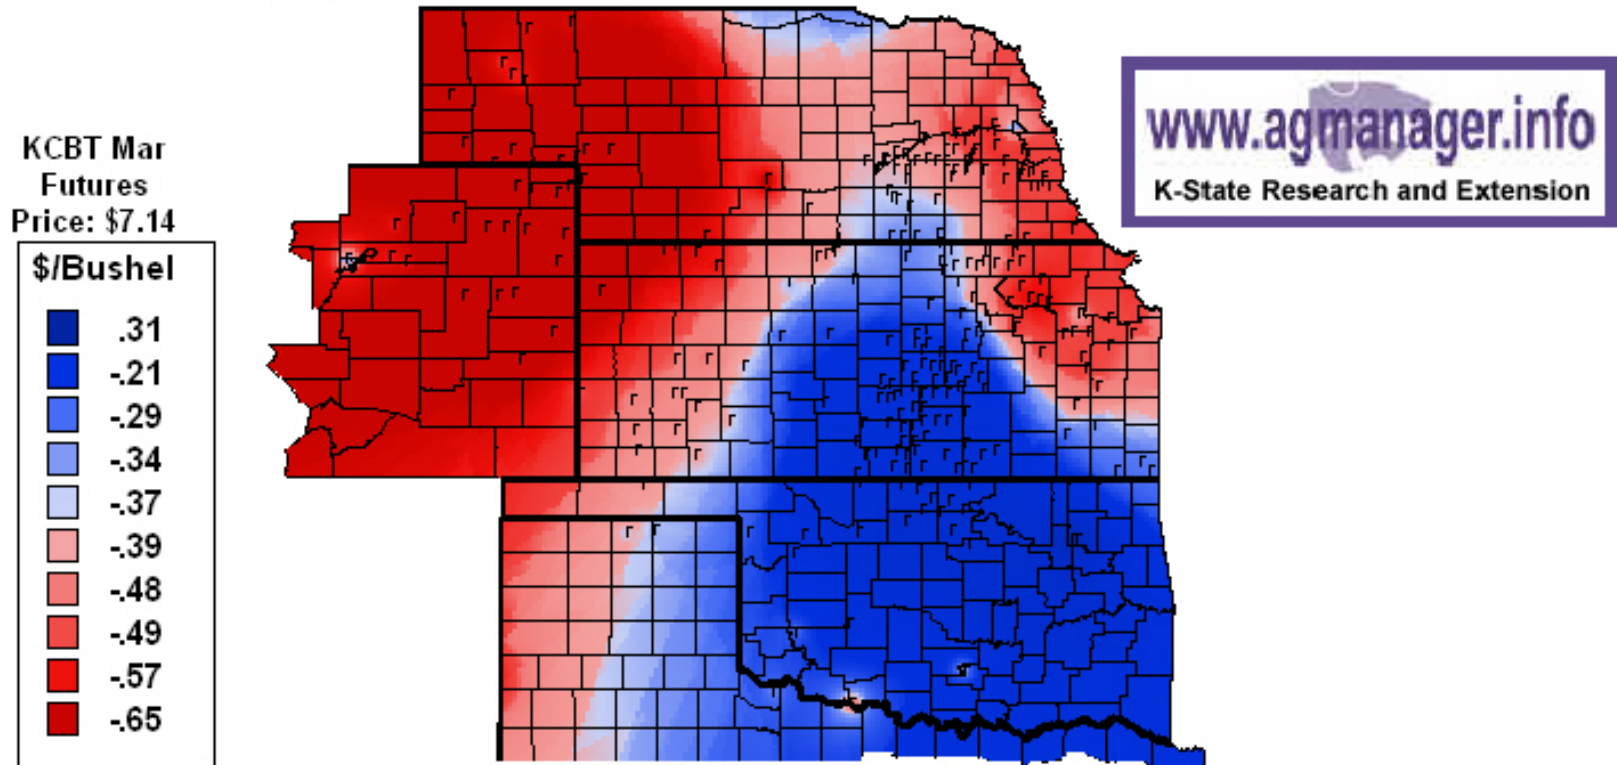 KCBT Mar
Futures
Price: $7.14
$/Bushel
.31
-.21
-.29
-.34
-.37
-.39
-.48
-.49
-.57
-.65
www.agmanager.info
K-State Research and Extension